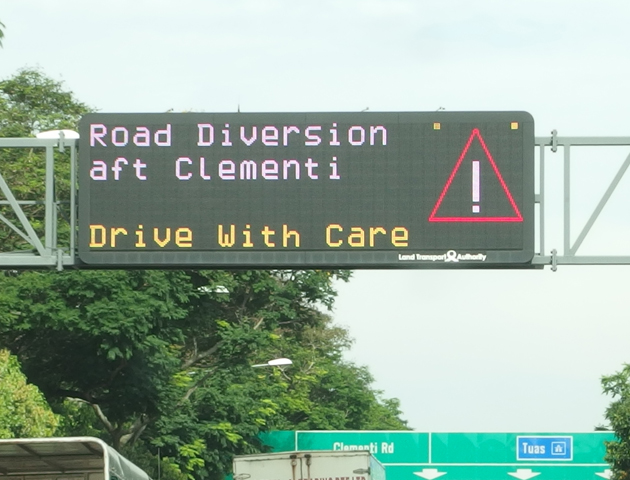 Road Diversion
aft Clementi
!
Drive With Care
Land Transport Authority
Clementi Rd
Tuas